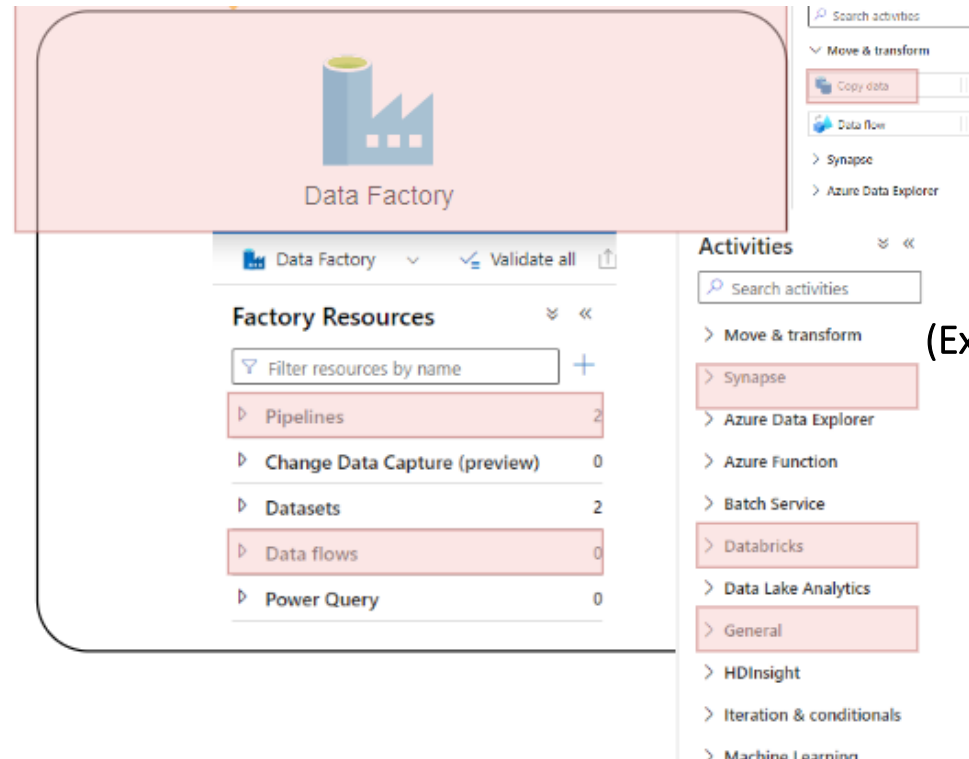 Search activities
Move & transform
Copy data
Data flow
Synapse
Azure Data Explorer
Data Factory
Data Factory
Validate all
Factory Resources
Filter resources by name
Pipelines 2
Change Data Capture (preview) 0
Datasets 2
Data flows 0
Power Query 0
Activities
Search activities
Move & transform
(Ex
Synapse
Azure Data Explorer
Azure Function
Batch Service
Databricks
Data Lake Analytics
General
HDInsight
Iteration & conditionals
Machine Learning